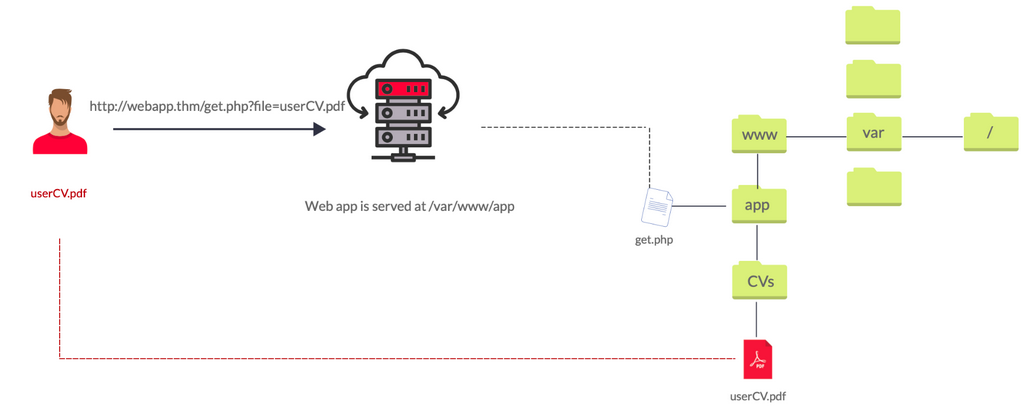 http://webapp.thm/get.php?file=userCV.pdf
www
var
/
userCV.pdf
Web app is served at /var/www/app
app
get.php
CVs
PDF
userCV.pdf